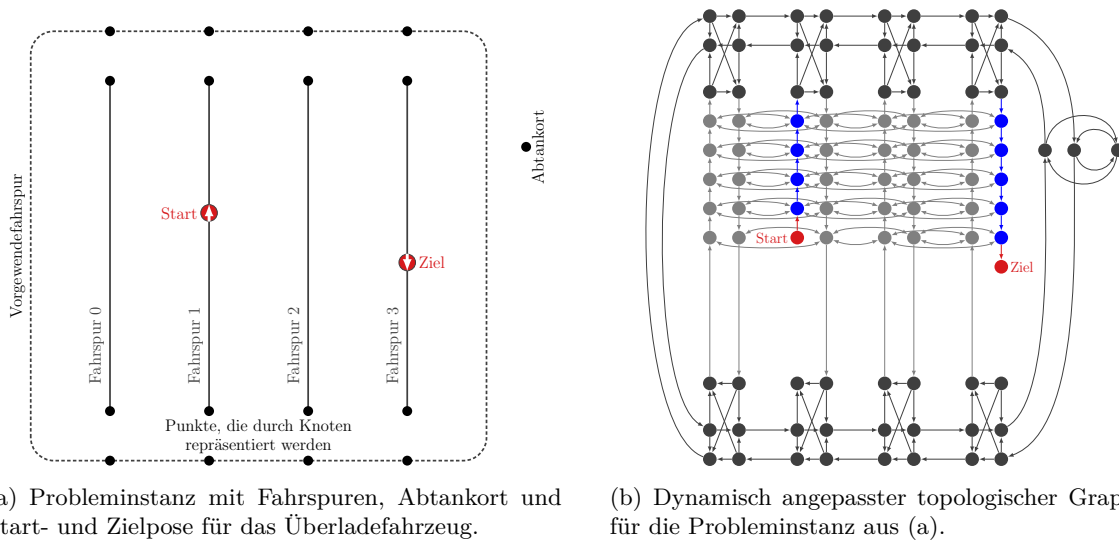 Vorgewendefahrspur
Start
Ziel
Fahrspur 0
Fahrspur 1
Fahrspur 2
Fahrspur 3
Abtankort
Punkte, die durch Knoten
repräsentiert werden
Start
Ziel
a) Probleminstanz mit Fahrspuren, Abtankort und
tart- und Zielpose für das Überladefahrzeug.
(b) Dynamisch angepasster topologischer Grap
für die Probleminstanz aus (a).